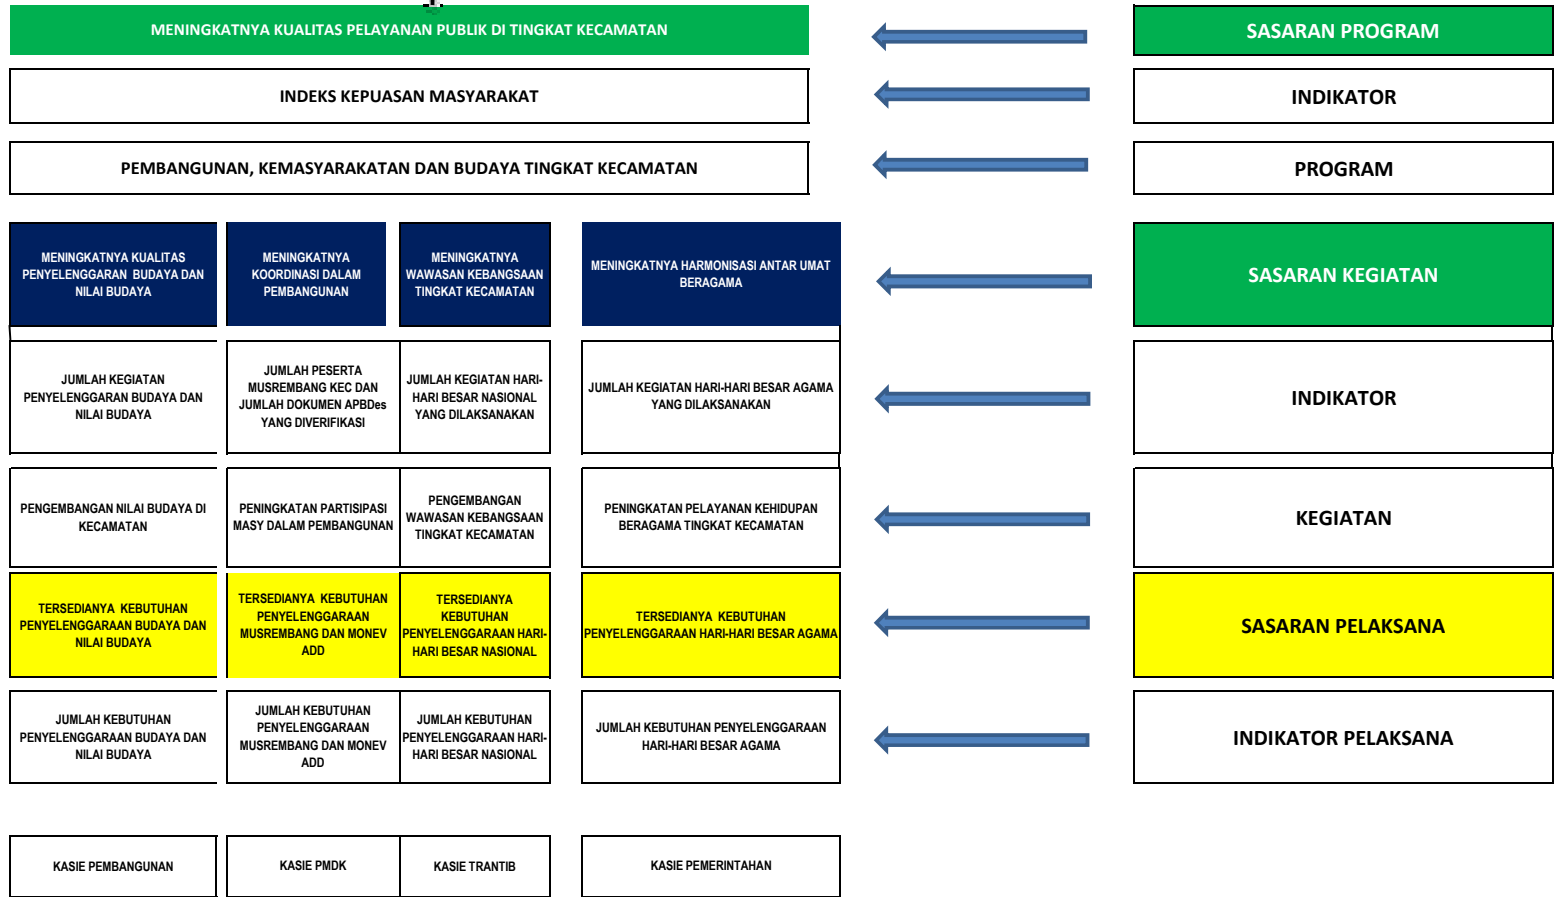 MENINGKATNYA KUALITAS PELAYANAN PUBLIK DI TINGKAT KECAMATAN
SASARAN PROGRAM
INDEKS KEPUASAN MASYARAKAT
INDIKATOR
PEMBANGUNAN, KEMASYARAKATAN DAN BUDAYA TINGKAT KECAMATAN
PROGRAM
MENINGKATNYA KUALITAS
PENYELENGGARAN BUDAYA DAN
NILAI BUDAYA
MENINGKATNYA
KOORDINASI DALAM
PEMBANGUNAN
MENINGKATNYA
WAWASAN KEBANGSAAN
TINGKAT KECAMATAN
MENINGKATNYA HARMONISASI ANTAR UMAT
BERAGAMA
SASARAN KEGIATAN
JUMLAH KEGIATAN
PENYELENGGARAN BUDAYA DAN
NILAI BUDAYA
JUMLAH PESERTA
MUSREMBANG KEC DAN
JUMLAH DOKUMEN APBDes
YANG DIVERIFIKASI
JUMLAH KEGIATAN HARI-
HARI BESAR NASIONAL
YANG DILAKSANAKAN
JUMLAH KEGIATAN HARI-HARI BESAR AGAMA
YANG DILAKSANAKAN
INDIKATOR
PENGEMBANGAN NILAI BUDAYA DI
KECAMATAN
PENINGKATAN PARTISIPASI
MASY DALAM PEMBANGUNAN
PENGEMBANGAN
WAWASAN KEBANGSAAN
TINGKAT KECAMATAN
PENINGKATAN PELAYANAN KEHIDUPAN
BERAGAMA TINGKAT KECAMATAN
KEGIATAN
TERSEDIANYA KEBUTUHAN
PENYELENGGARAAN BUDAYA DAN
NILAI BUDAYA
TERSEDIANYA KEBUTUHAN
PENYELENGGARAAN
MUSREMBANG DAN MONEV
ADD
TERSEDIANYA
KEBUTUHAN
PENYELENGGARAAN HARI-
HARI BESAR NASIONAL
TERSEDIANYA KEBUTUHAN
PENYELENGGARAAN HARI-HARI BESAR AGAMA
SASARAN PELAKSANA
JUMLAH KEBUTUHAN
PENYELENGGARAAN BUDAYA DAN
NILAI BUDAYA
JUMLAH KEBUTUHAN
PENYELENGGARAAN
MUSREMBANG DAN MONEV
ADD
JUMLAH KEBUTUHAN
PENYELENGGARAAN HARI-
HARI BESAR NASIONAL
JUMLAH KEBUTUHAN PENYELENGGARAAN
HARI-HARI BESAR AGAMA
INDIKATOR PELAKSANA
KASIE PEMBANGUNAN
KASIE PMDK
KASIE TRANTIB
KASIE PEMERINTAHAN